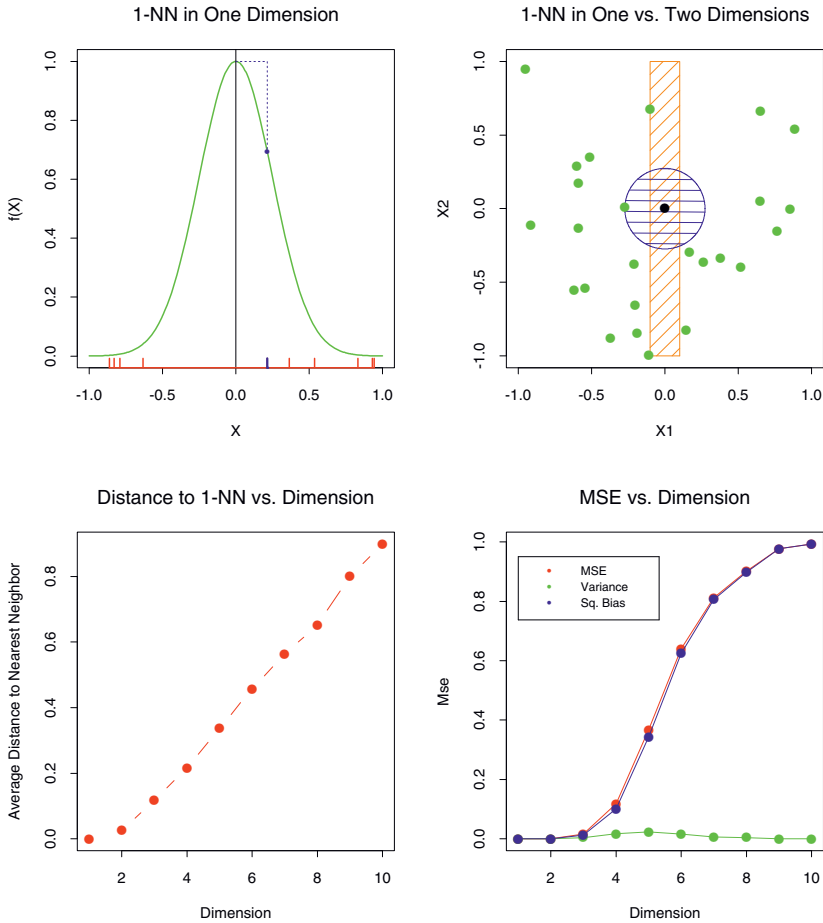 1-NN in One Dimension
f(X)
1.0
0.8
0.6
0.4
0.2
0.0
-1.0 -0.5 0.0 0.5 1.0
X
1-NN in One vs. Two Dimensions
X2
1.0
0.5
0.0
-0.5
-1.0
-1.0 -0.5 0.0 0.5 1.0
X1
Distance to 1-NN vs. Dimension
Average Distance to Nearest Neighbor
0.8
0.6
0.4
0.2
0.0
2 4 6 8 10
Dimension
MSE vs. Dimension
Mse
1.0
0.8
0.6
0.4
0.2
0.0
MSE
Variance
Sq. Bias
2 4 6 8 10
Dimension